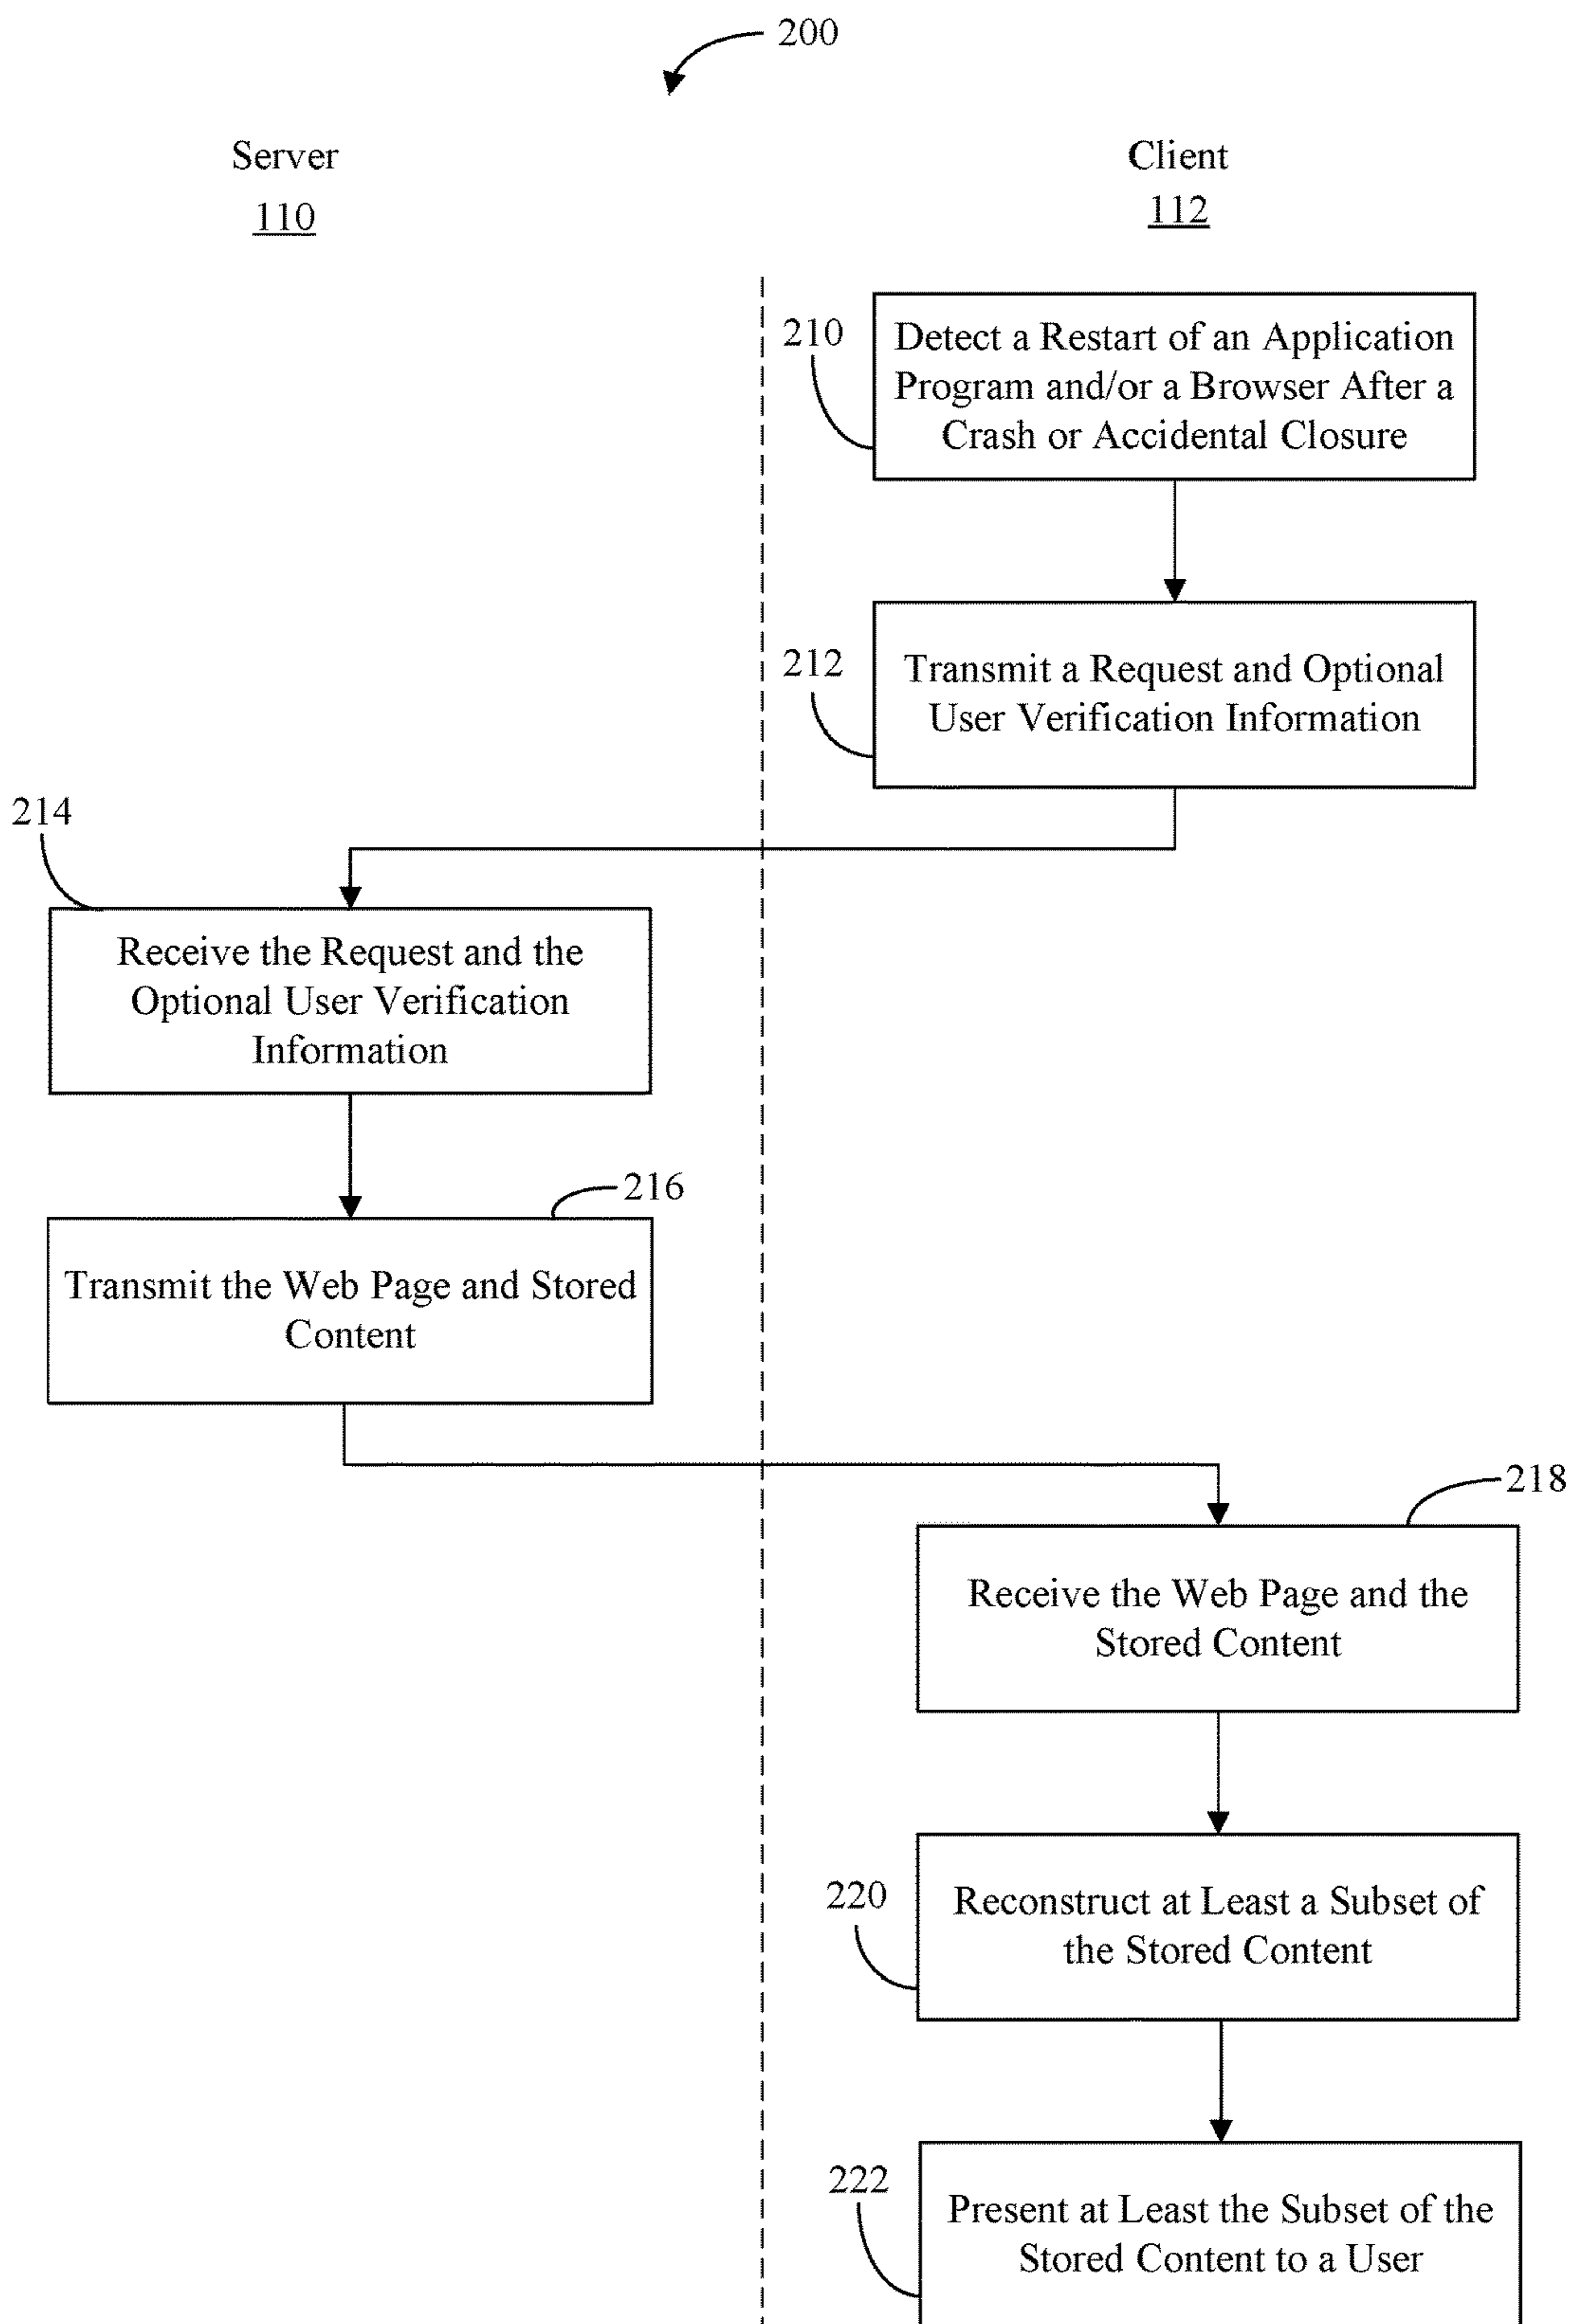 200
Server
110
Client
112
210
Detect a Restart of an Application
Program and/or a Browser After a
Crash or Accidental Closure
212
Transmit a Request and Optional
User Verification Information
214
Receive the Request and the
Optional User Verification
Information
216
Transmit the Web Page and Stored
Content
218
Receive the Web Page and the
Stored Content
220
Reconstruct at Least a Subset of
the Stored Content
222
Present at Least the Subset of the
Stored Content to a User